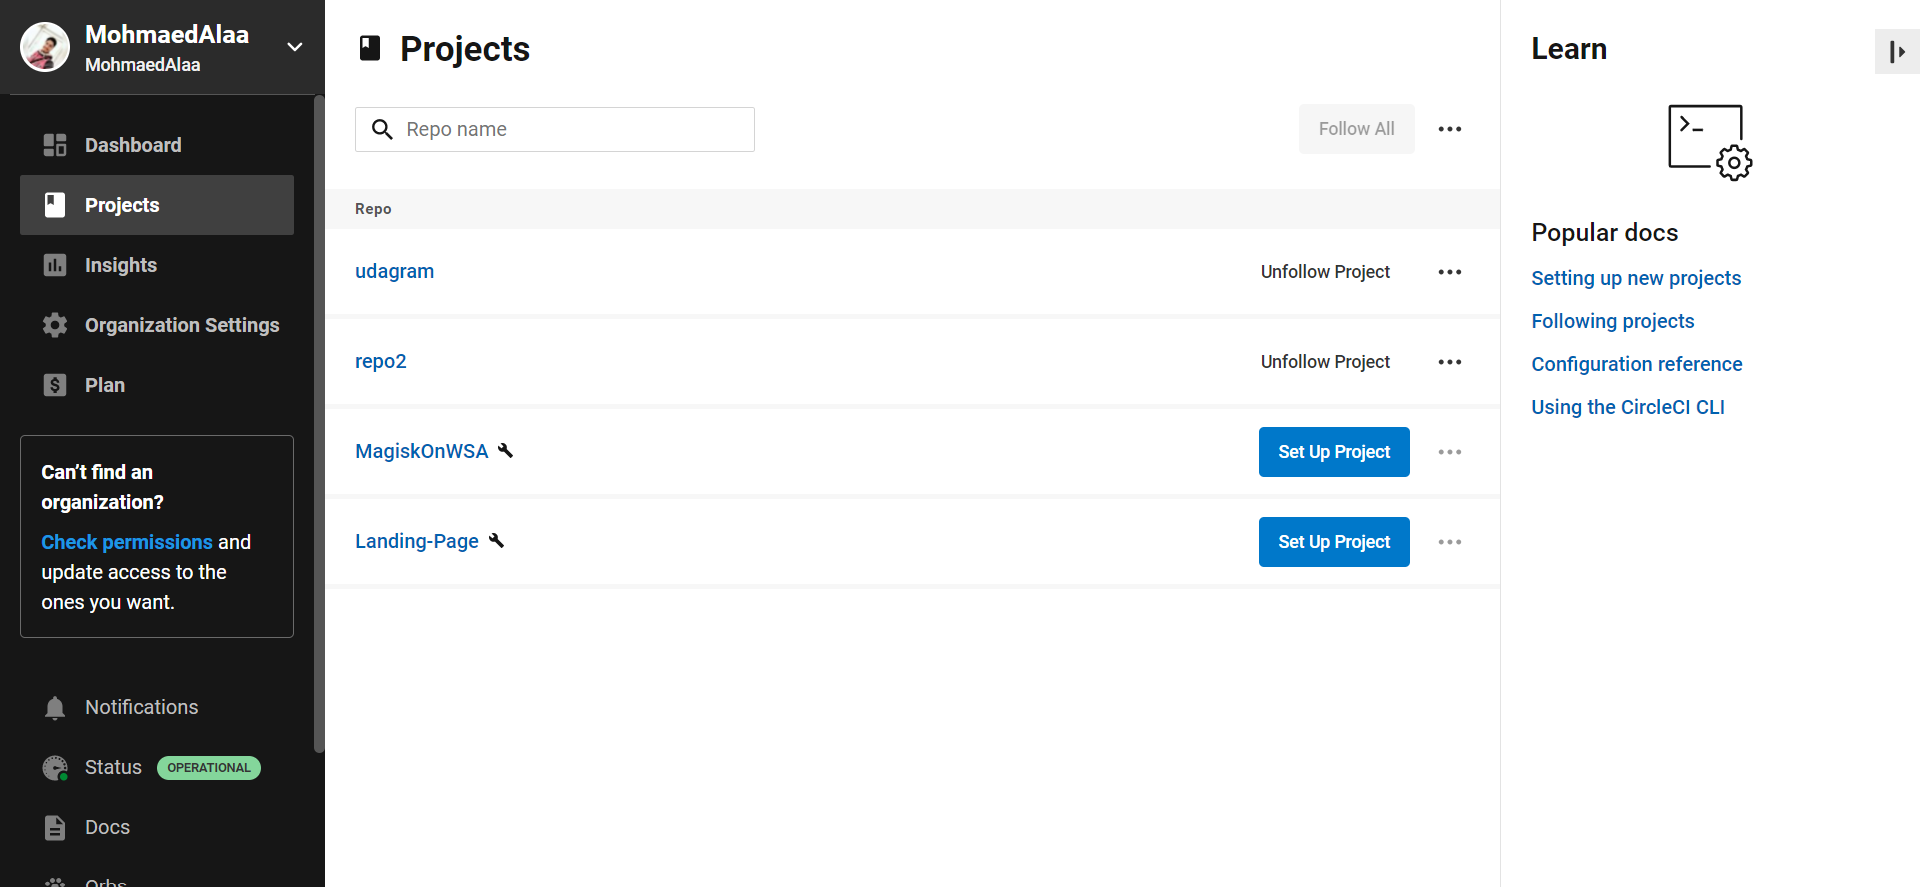 MohmaedAlaa
MohmaedAlaa
Dashboard
Projects
Insights
Organization Settings
Plan
Can’t find an
organization?
Check permissions and
update access to the
ones you want.
Notifications
Status OPERATIONAL
Docs
Orbs
Projects
Repo name
Follow All
Repo
udagram
Unfollow Project
repo2
Unfollow Project
MagiskOnWSA
Set Up Project
Landing-Page
Set Up Project
Learn
Popular docs
Setting up new projects
Following projects
Configuration reference
Using the CircleCI CLI